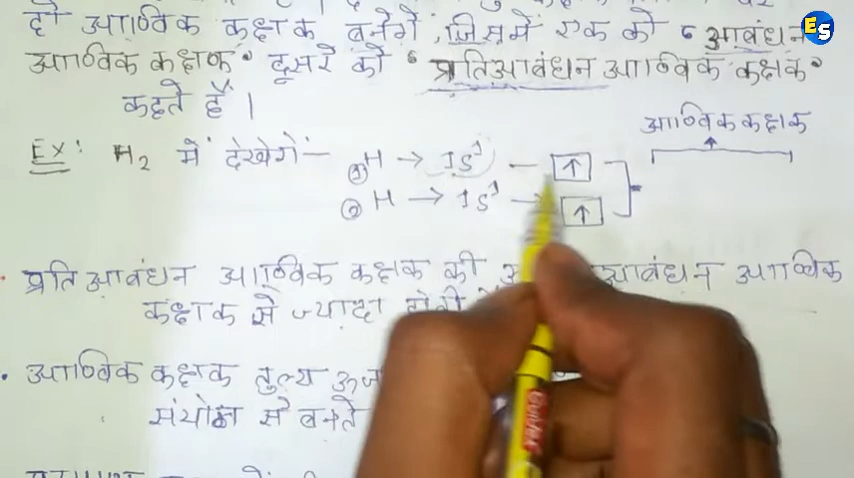 दो आण्विक कक्षक बनेगें, जिसमें एक को "आबंधन
ES
आण्विक कक्षक" दूसरे को "प्रतिआबंधन आण्विक कक्षक"
कहते हैं।
आण्विक कक्षक
Ex: H₂ में देखेगें- ① H → 1S¹ — ↑
② H → 1S¹ → ↑
प्रति आबंधन आण्विक कक्षक की आबंधन आण्विक
कक्षक से ज्यादा होती
• आण्विक कक्षक तुल्य
संयोजन से बनते